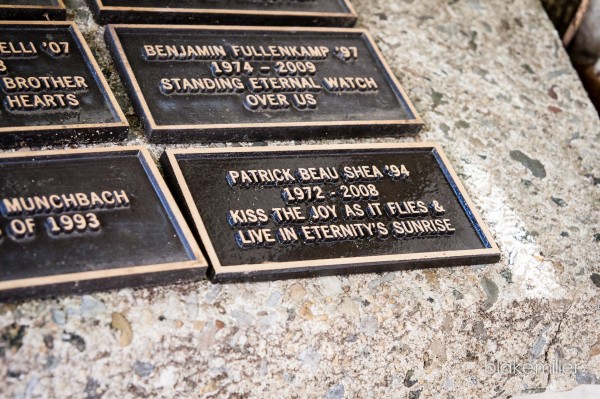 ELLI '07
BROTHER
HEARTS
BENJAMIN FULLENKAMP '97
1974 - 2009
STANDING ETERNAL WATCH
OVER US
MUNCHBACH
OF 1993
PATRICK BEAU SHEA '94
1972 - 2008
KISS THE JOY AS IT FLIES &
LIVE IN ETERNITY'S SUNRISE
blakemiller